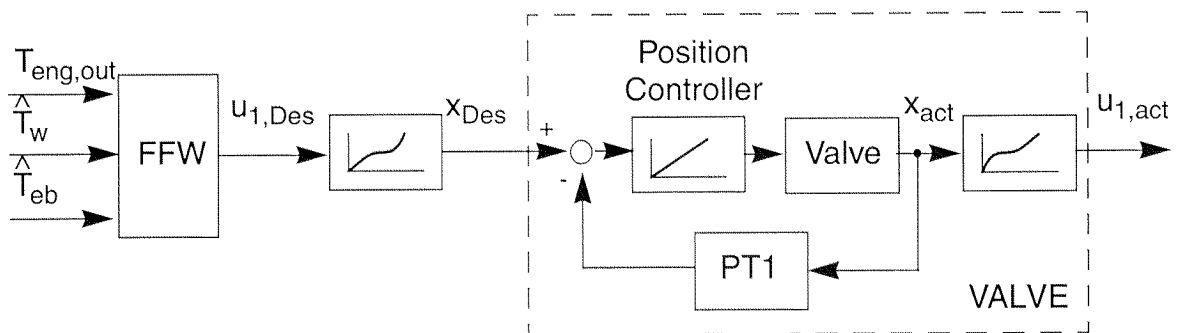 T_eng,out
T̂_w
T̂_eb
FFW
u_1,Des
x_Des
+
-
Position
Controller
Valve
x_act
u_1,act
PT1
VALVE